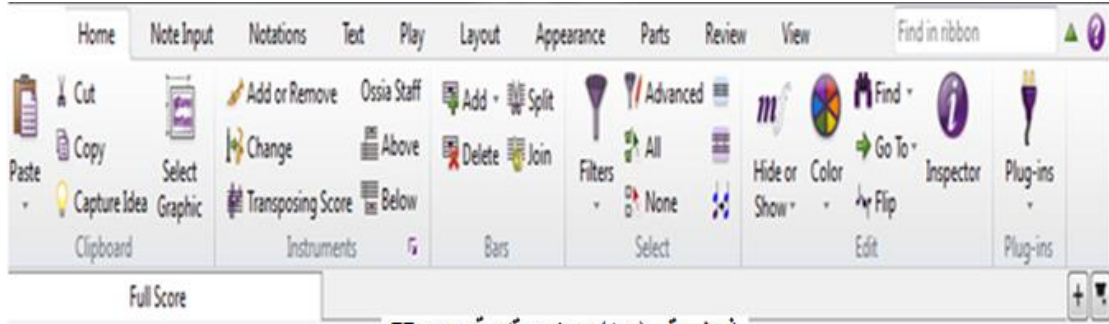 Home Note Input Notations Text Play Layout Appearance Parts Review View Find in ribbon
Cut Add or Remove Ossia Staff Add Split Advanced Find
Paste Copy Select Graphic Change Above Delete Join Filters All Hide or Show Color Go To Inspector Plug-ins
Capture Idea Transposing Score Below None Flip
Clipboard Instruments Bars Select Edit Plug-ins
Full Score